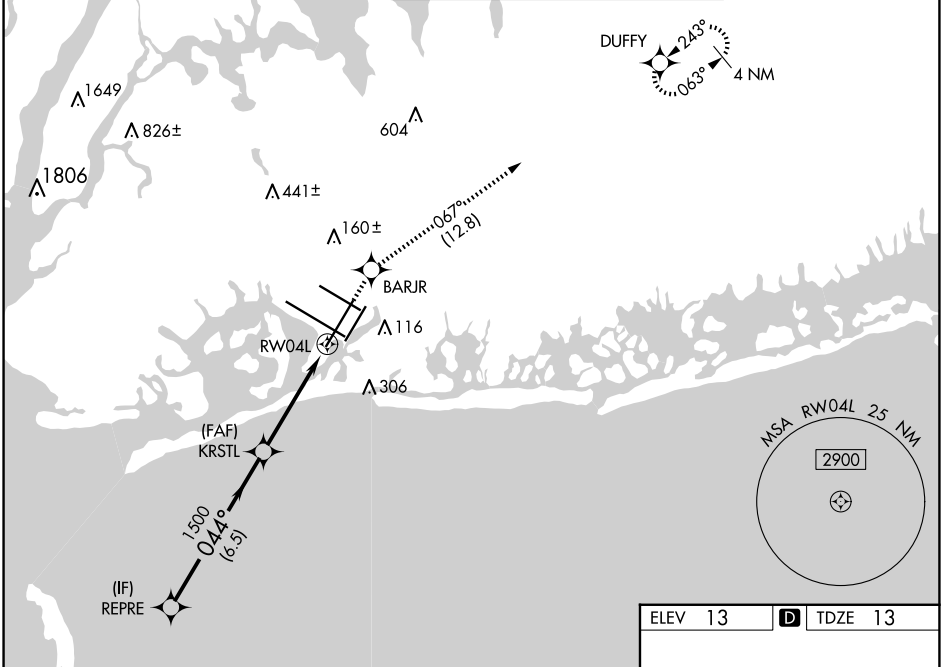 DUFFY
243°
063°
4 NM
1649
826±
604
1806
441±
160±
067°
(12.8)
BARJR
116
RW04L
306
(FAF)
KRSTL
MSA RW04L 25 NM
2900
1500
044°
(6.5)
(IF)
REPRE
ELEV 13 D TDZE 13